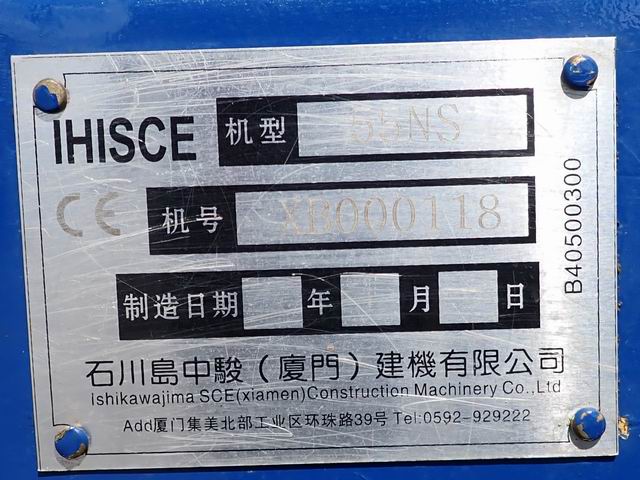 IHISCE 机型 55NS
CE 机号 XB000118
制造日期 年 月 日
B40500300
石川島中駿（廈門）建機有限公司
Ishikawajima SCE(xiamen)Construction Machinery Co.,Ltd
Add厦门集美北部工业区环珠路39号 Tel:0592-929222